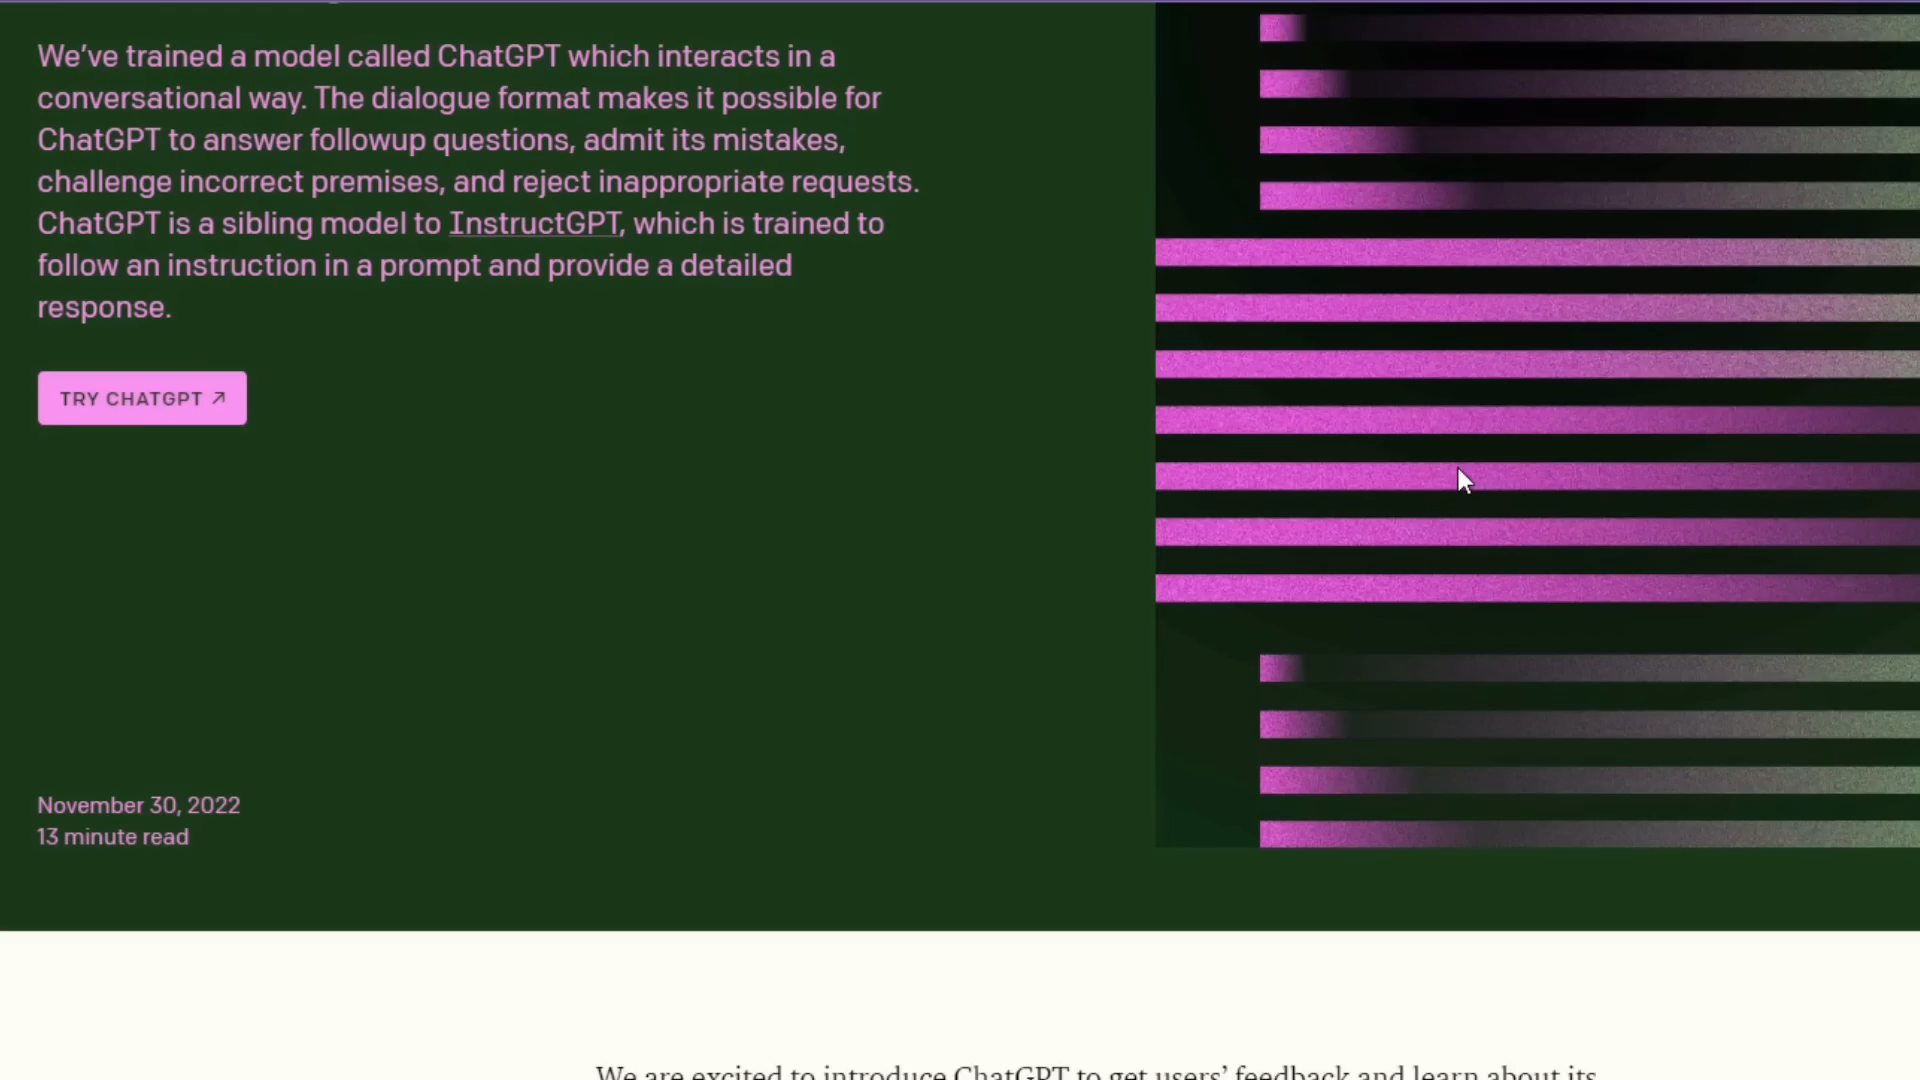 We’ve trained a model called ChatGPT which interacts in a
conversational way. The dialogue format makes it possible for
ChatGPT to answer followup questions, admit its mistakes,
challenge incorrect premises, and reject inappropriate requests.
ChatGPT is a sibling model to InstructGPT, which is trained to
follow an instruction in a prompt and provide a detailed
response.
TRY CHATGPT ↗
November 30, 2022
13 minute read
We are excited to introduce ChatGPT to get users’ feedback and learn about its